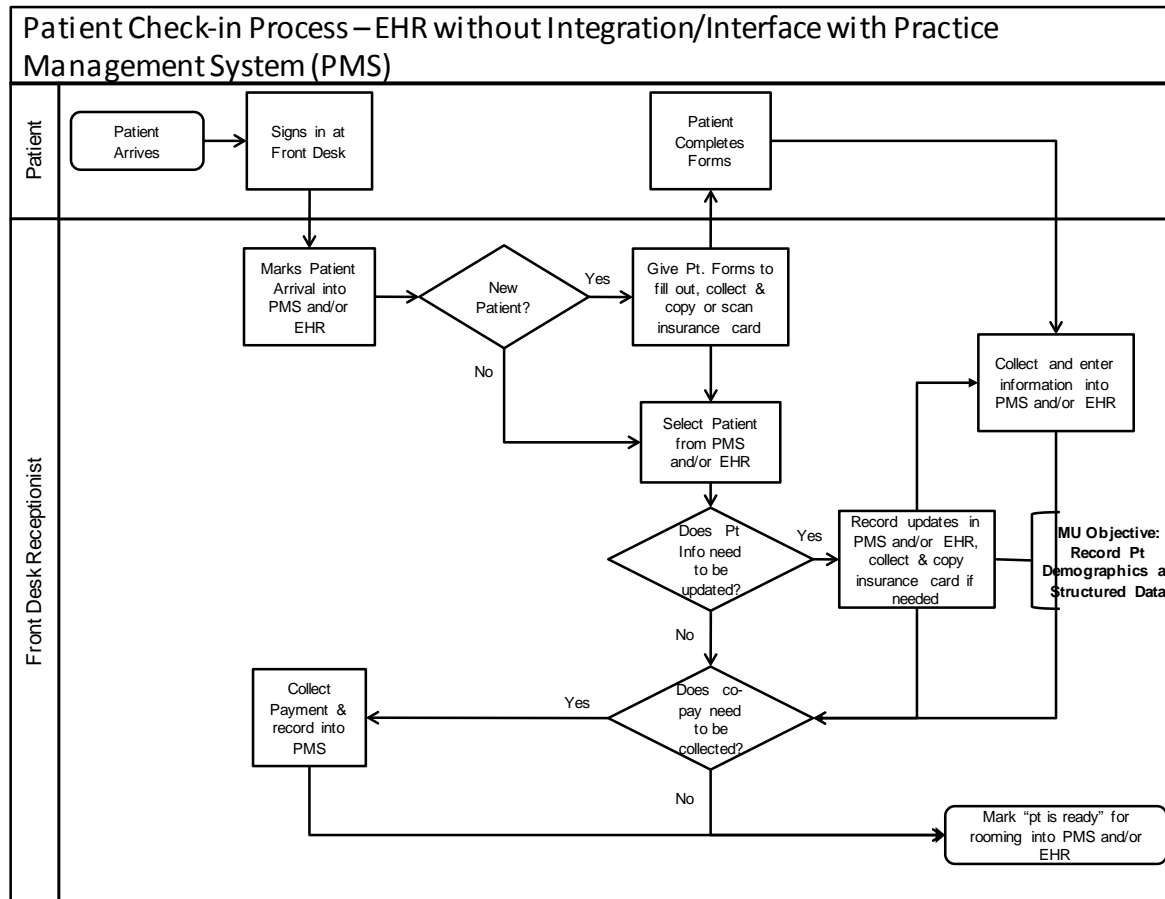 Patient Check-in Process – EHR without Integration/Interface with Practice
Management System (PMS)
Patient
Patient
Arrives
Signs in at
Front Desk
Patient
Completes
Forms
Front Desk Receptionist
Marks Patient
Arrival into
PMS and/or
EHR
New
Patient?
Yes
No
Give Pt. Forms to
fill out, collect &
copy or scan
insurance card
Collect and enter
information into
PMS and/or EHR
Select Patient
from PMS
and/or EHR
Does Pt
Info need
to be
updated?
Yes
No
Record updates in
PMS and/or EHR,
collect & copy
insurance card if
needed
MU Objective:
Record Pt
Demographics a
Structured Data
Does co-
pay need
to be
collected?
Yes
No
Collect
Payment &
record into
PMS
Mark “pt is ready” for
rooming into PMS and/or
EHR